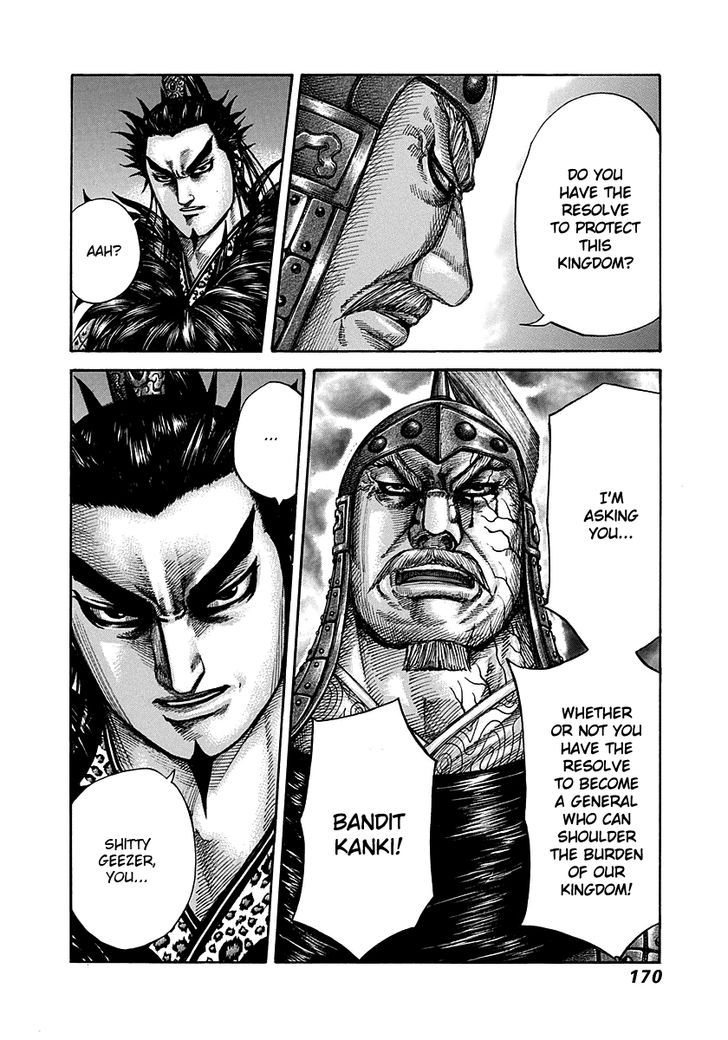 DO YOU
HAVE THE
RESOLVE
TO PROTECT
THIS
KINGDOM?
AAH?
I'M
ASKING
YOU...
WHETHER
OR NOT YOU
HAVE THE
RESOLVE
TO BECOME
A GENERAL
WHO CAN
SHOULDER
THE BURDEN
OF OUR
KINGDOM!
BANDIT
KANKI!
...
SHITTY
GEEZER,
YOU...
170